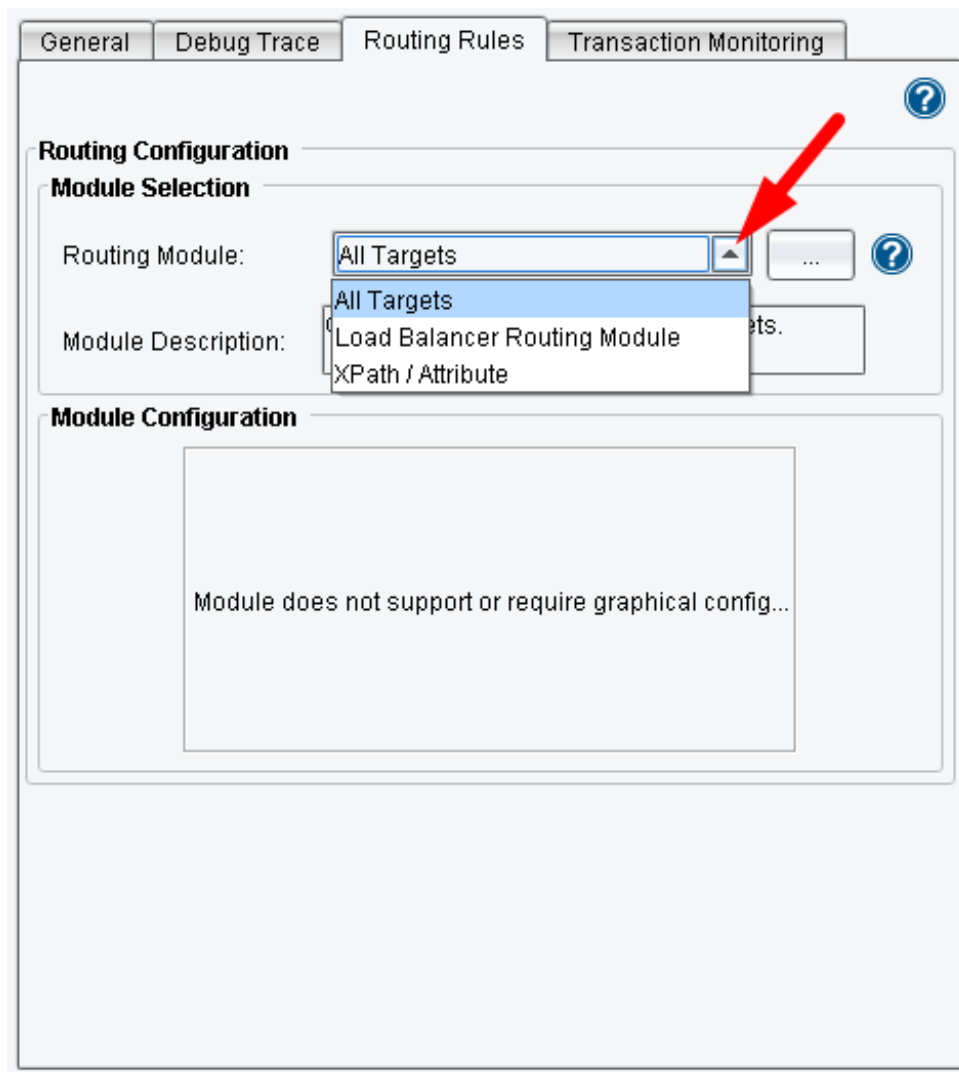 General Debug Trace Routing Rules Transaction Monitoring
?
Routing Configuration
Module Selection
Routing Module: All Targets ... ?
All Targets
Module Description: ets.
Load Balancer Routing Module
XPath / Attribute
Module Configuration
Module does not support or require graphical config...